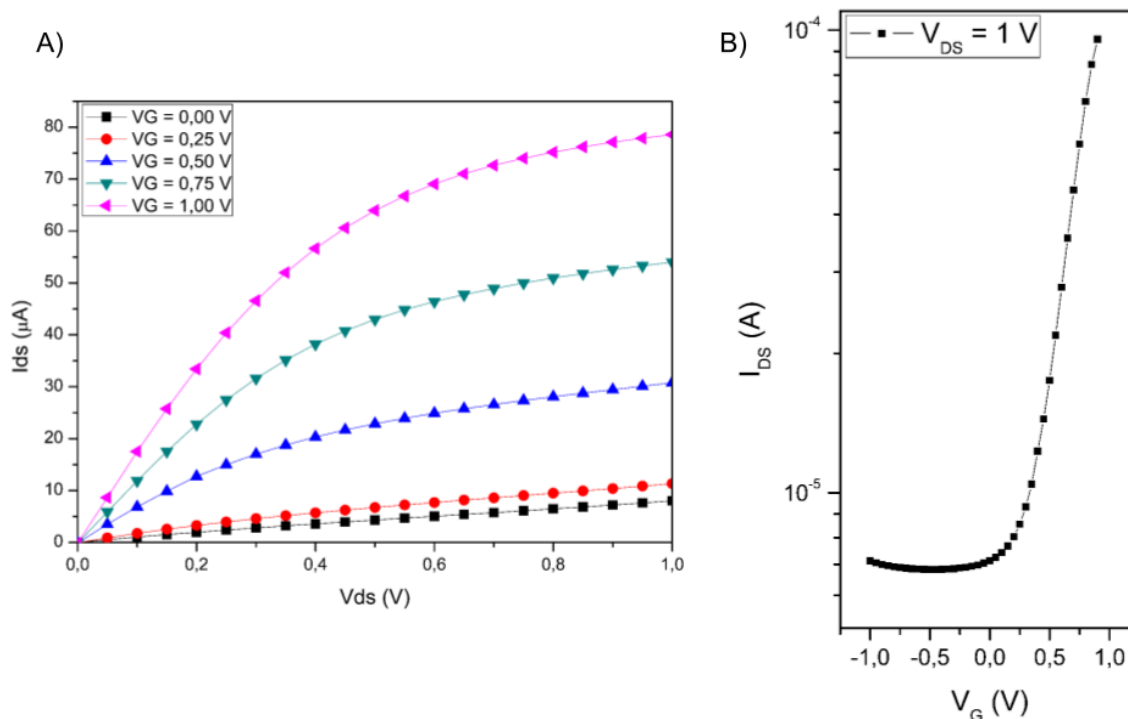 A)
VG = 0,00 V
VG = 0,25 V
VG = 0,50 V
VG = 0,75 V
VG = 1,00 V
80
70
60
50
40
30
20
10
0
Ids (μA)
0,0 0,2 0,4 0,6 0,8 1,0
Vds (V)
B)
V_DS = 1 V
10^-4
10^-5
I_DS (A)
-1,0 -0,5 0,0 0,5 1,0
V_G (V)